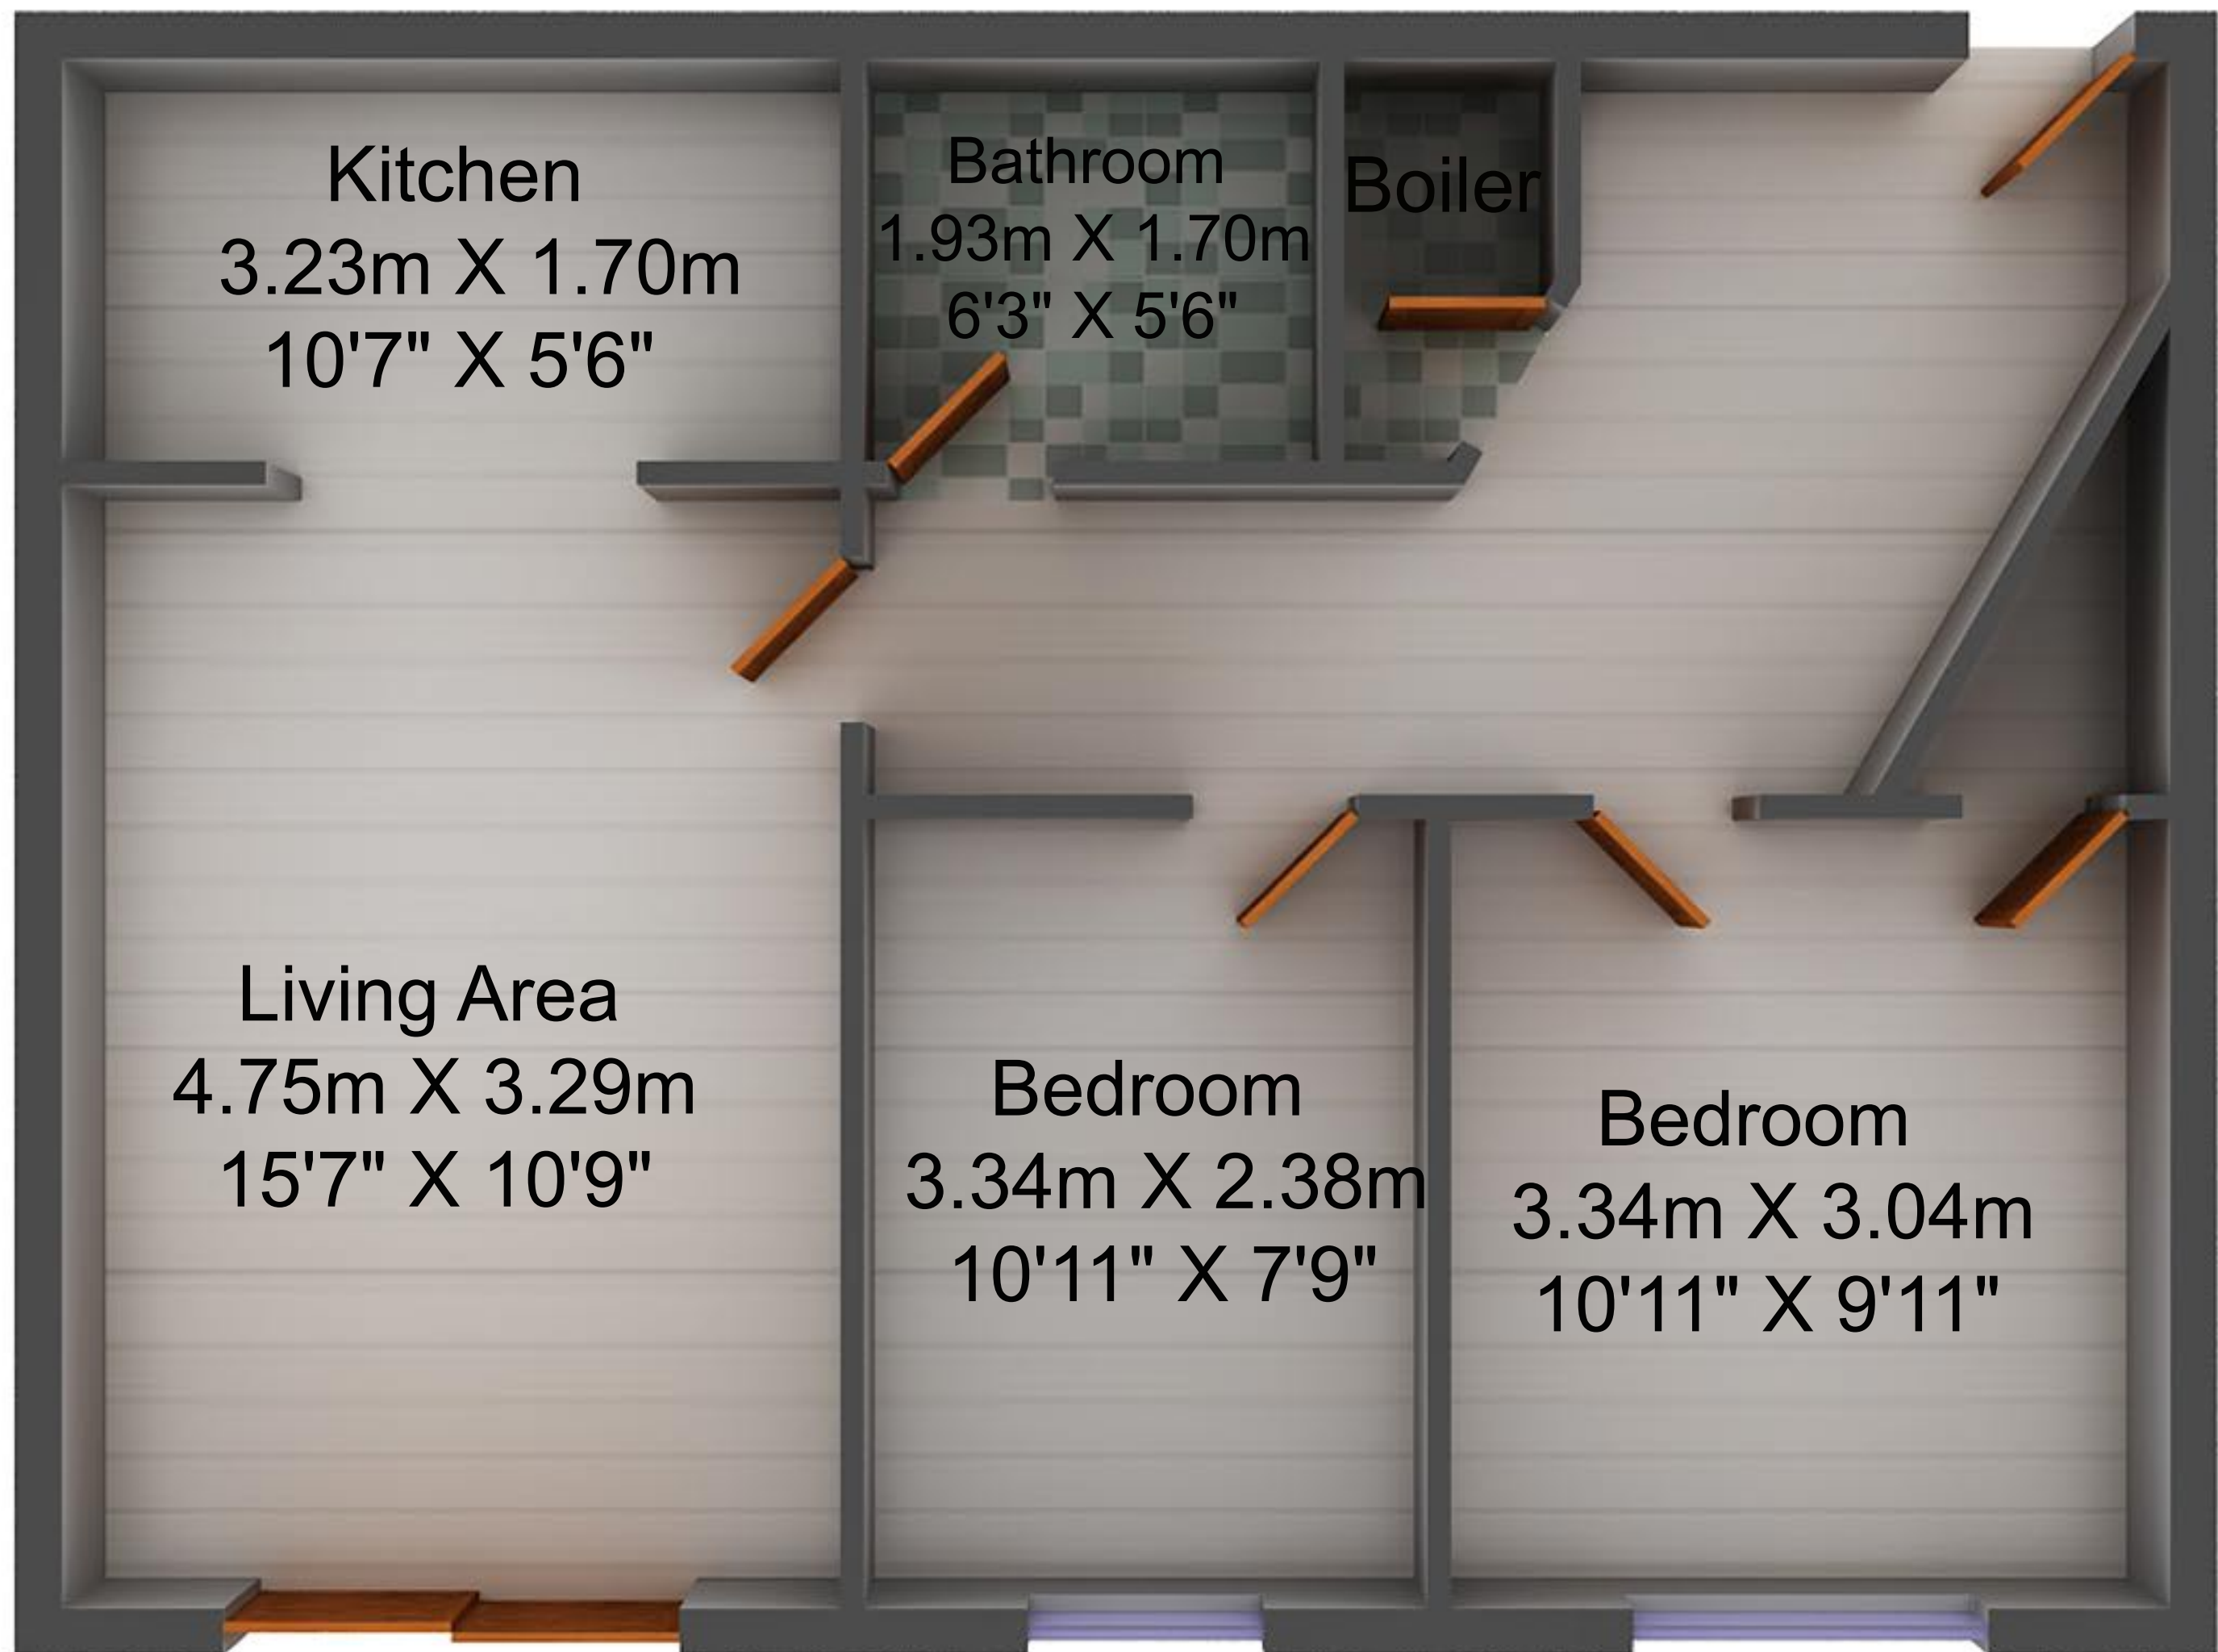 Kitchen
3.23m X 1.70m
10'7" X 5'6"
Bathroom
1.93m X 1.70m
6'3" X 5'6"
Boiler
Living Area
4.75m X 3.29m
15'7" X 10'9"
Bedroom
3.34m X 2.38m
10'11" X 7'9"
Bedroom
3.34m X 3.04m
10'11" X 9'11"